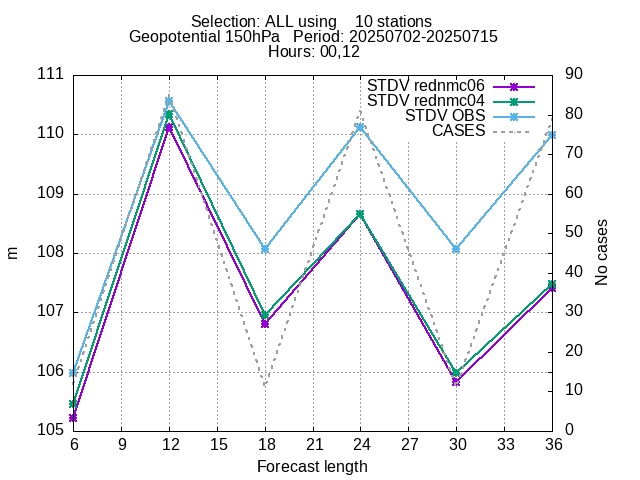 Selection: ALL using    10 stations
Geopotential 150hPa   Period: 20250702-20250715
Hours: 00,12
STDV rednmc06
STDV rednmc04
STDV OBS
CASES
111
110
109
108
107
106
105
m
90
80
70
60
50
40
30
20
10
0
No cases
6 9 12 15 18 21 24 27 30 33 36
Forecast length